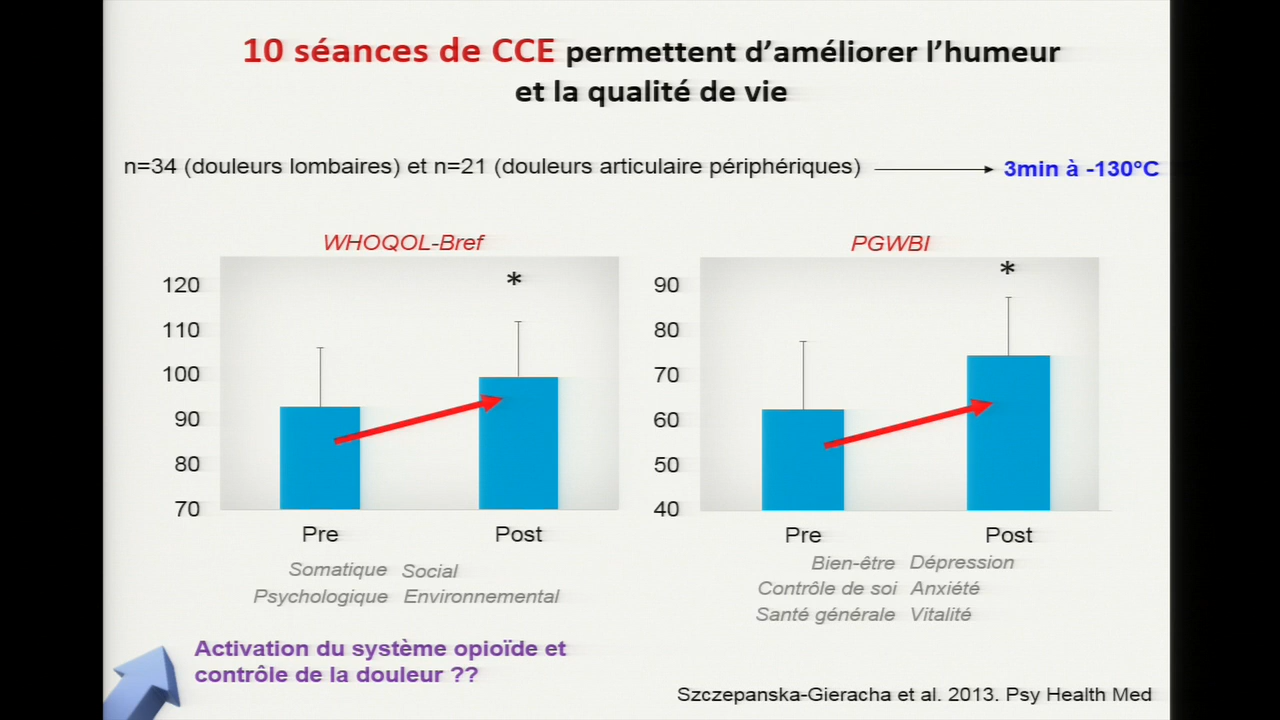 10 séances de CCE permettent d’améliorer l’humeur
et la qualité de vie
n=34 (douleurs lombaires) et n=21 (douleurs articulaire périphériques)
3min à -130°C
WHOQOL-Bref
*
120
110
100
90
80
70
Pre
Post
Somatique Social
Psychologique Environnemental
PGWBI
*
90
80
70
60
50
40
Pre
Post
Bien-être Dépression
Contrôle de soi Anxiété
Santé générale Vitalité
Activation du système opioïde et
contrôle de la douleur ??
Szczepanska-Gieracha et al. 2013. Psy Health Med